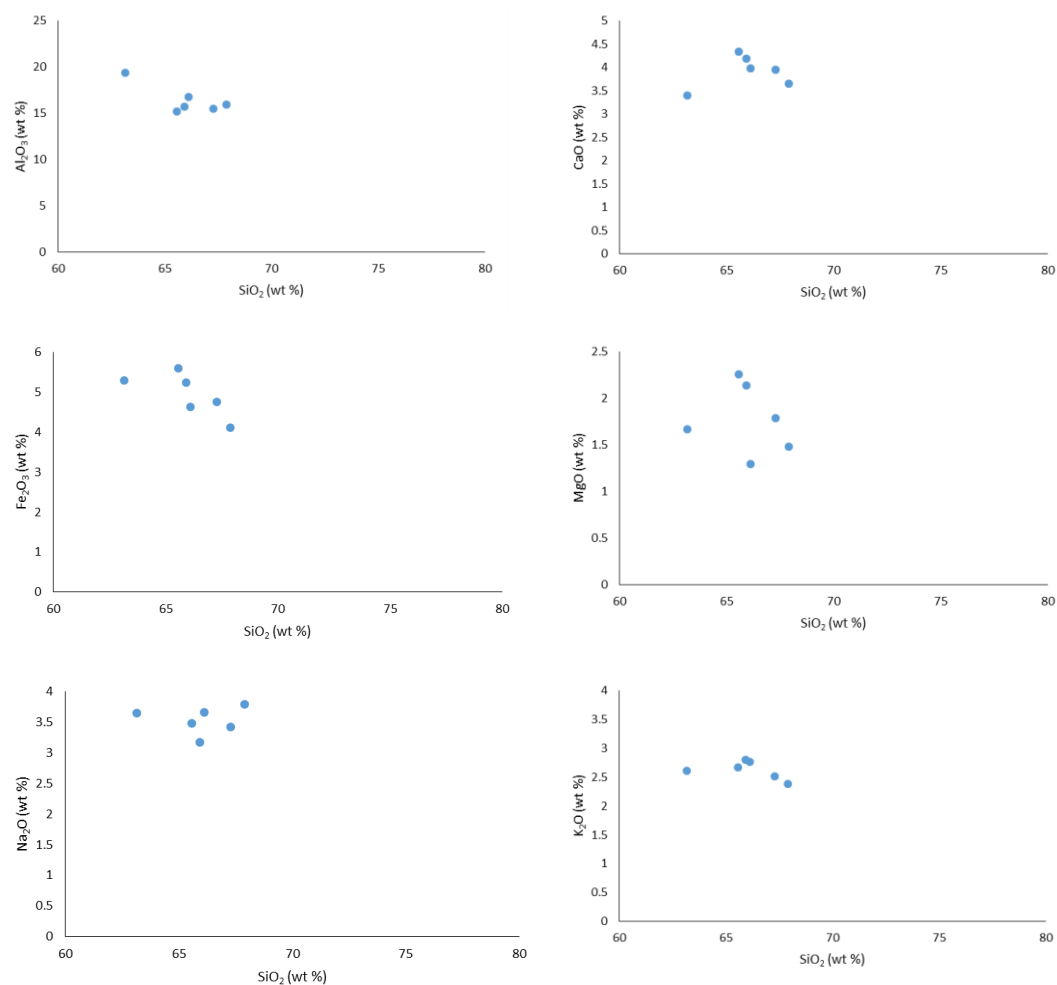 25
20
15
10
5
0
60 65 70 75 80
Al₂O₃ (wt %)
SiO₂ (wt %)
5
4.5
4
3.5
3
2.5
2
1.5
1
0.5
0
60 65 70 75 80
CaO (wt %)
SiO₂ (wt %)
6
5
4
3
2
1
0
60 65 70 75 80
Fe₂O₃ (wt %)
SiO₂ (wt %)
2.5
2
1.5
1
0.5
0
60 65 70 75 80
MgO (wt %)
SiO₂ (wt %)
4
3.5
3
2.5
2
1.5
1
0.5
0
60 65 70 75 80
Na₂O (wt %)
SiO₂ (wt %)
4
3.5
3
2.5
2
1.5
1
0.5
0
60 65 70 75 80
K₂O (wt %)
SiO₂ (wt %)